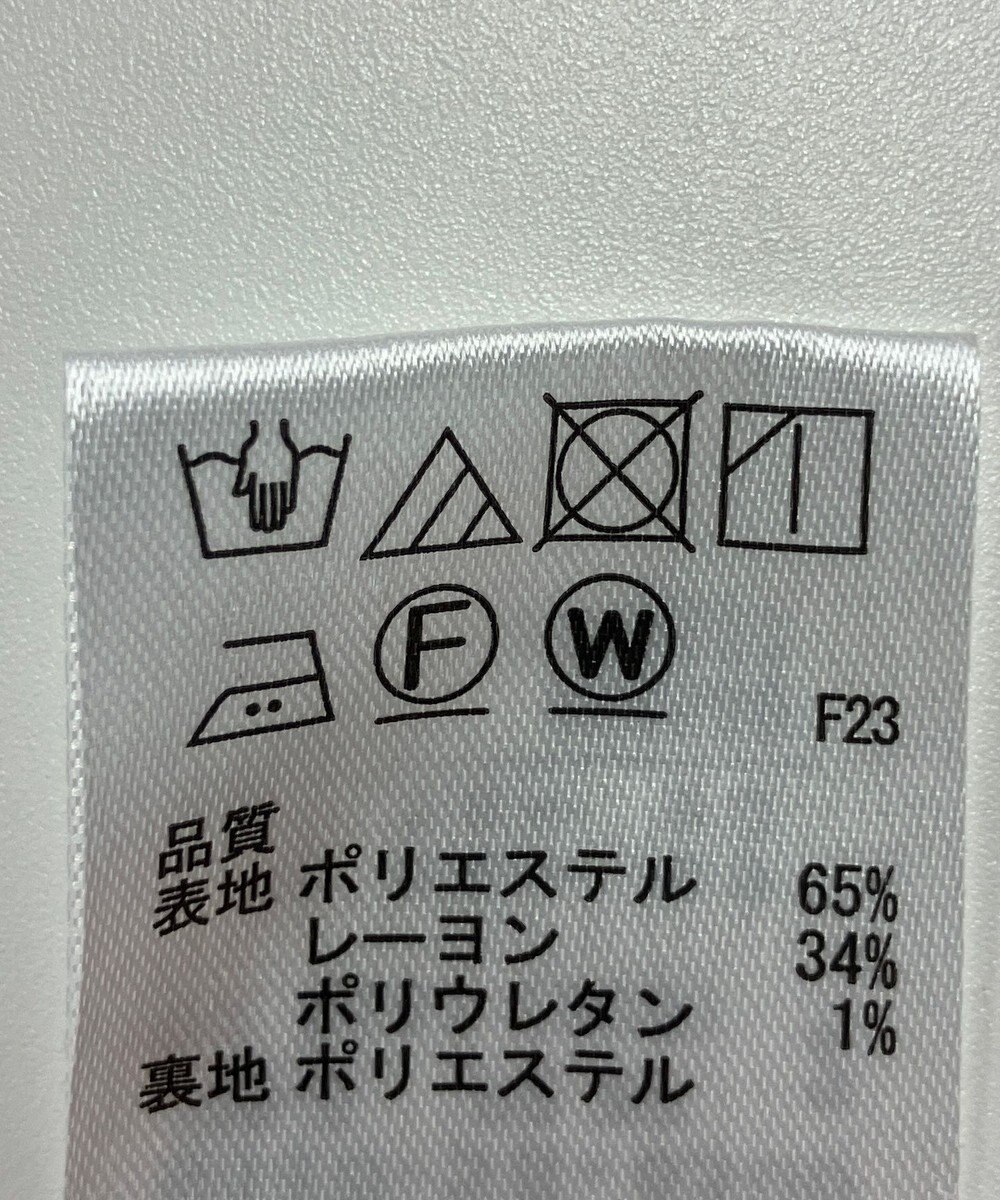 F W
F23
品質
表地 ポリエステル 65%
レーヨン 34%
ポリウレタン 1%
裏地 ポリエステル